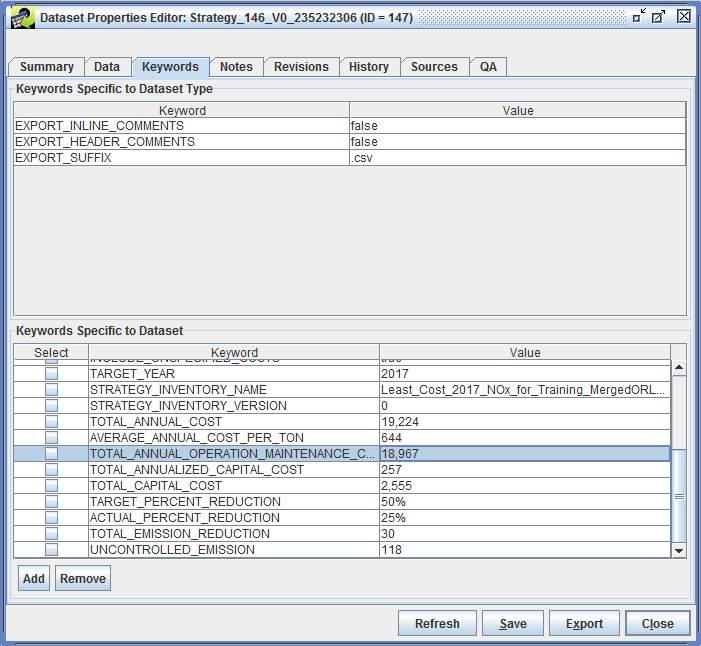 Dataset Properties Editor: Strategy_146_V0_235232306 (ID = 147)
Summary Data Keywords Notes Revisions History Sources QA
Keywords Specific to Dataset Type
Keyword Value
EXPORT_INLINE_COMMENTS false
EXPORT_HEADER_COMMENTS false
EXPORT_SUFFIX .csv
Keywords Specific to Dataset
Select Keyword Value
INCLUDE_UNSPECIFIED_COSTS true
TARGET_YEAR 2017
STRATEGY_INVENTORY_NAME Least_Cost_2017_NOx_for_Training_MergedORL...
STRATEGY_INVENTORY_VERSION 0
TOTAL_ANNUAL_COST 19,224
AVERAGE_ANNUAL_COST_PER_TON 644
TOTAL_ANNUAL_OPERATION_MAINTENANCE_C... 18,967
TOTAL_ANNUALIZED_CAPITAL_COST 257
TOTAL_CAPITAL_COST 2,555
TARGET_PERCENT_REDUCTION 50%
ACTUAL_PERCENT_REDUCTION 25%
TOTAL_EMISSION_REDUCTION 30
UNCONTROLLED_EMISSION 118
Add Remove
Refresh Save Export Close